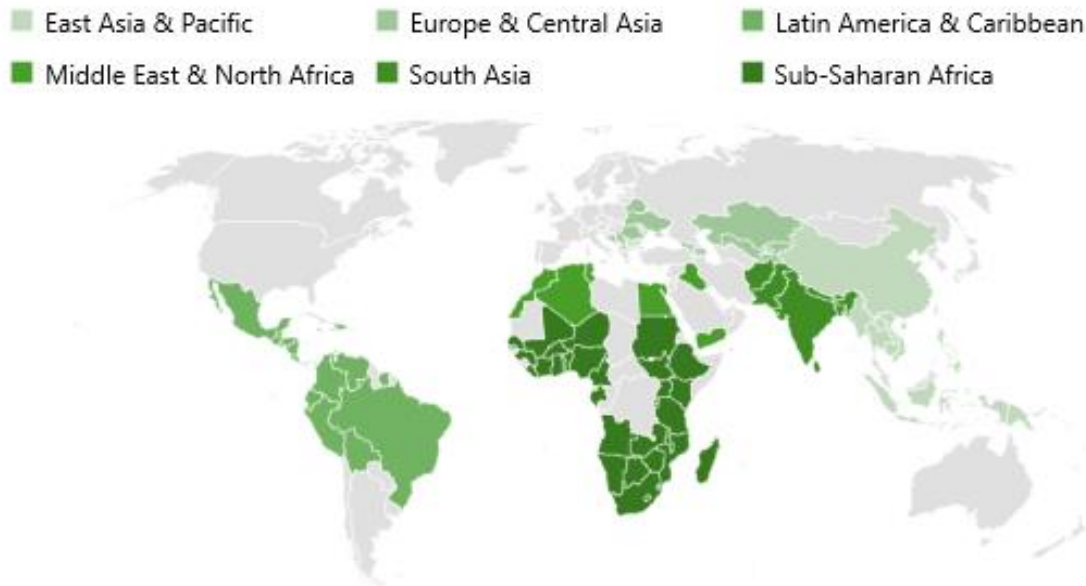 East Asia & Pacific Europe & Central Asia Latin America & Caribbean
Middle East & North Africa South Asia Sub-Saharan Africa